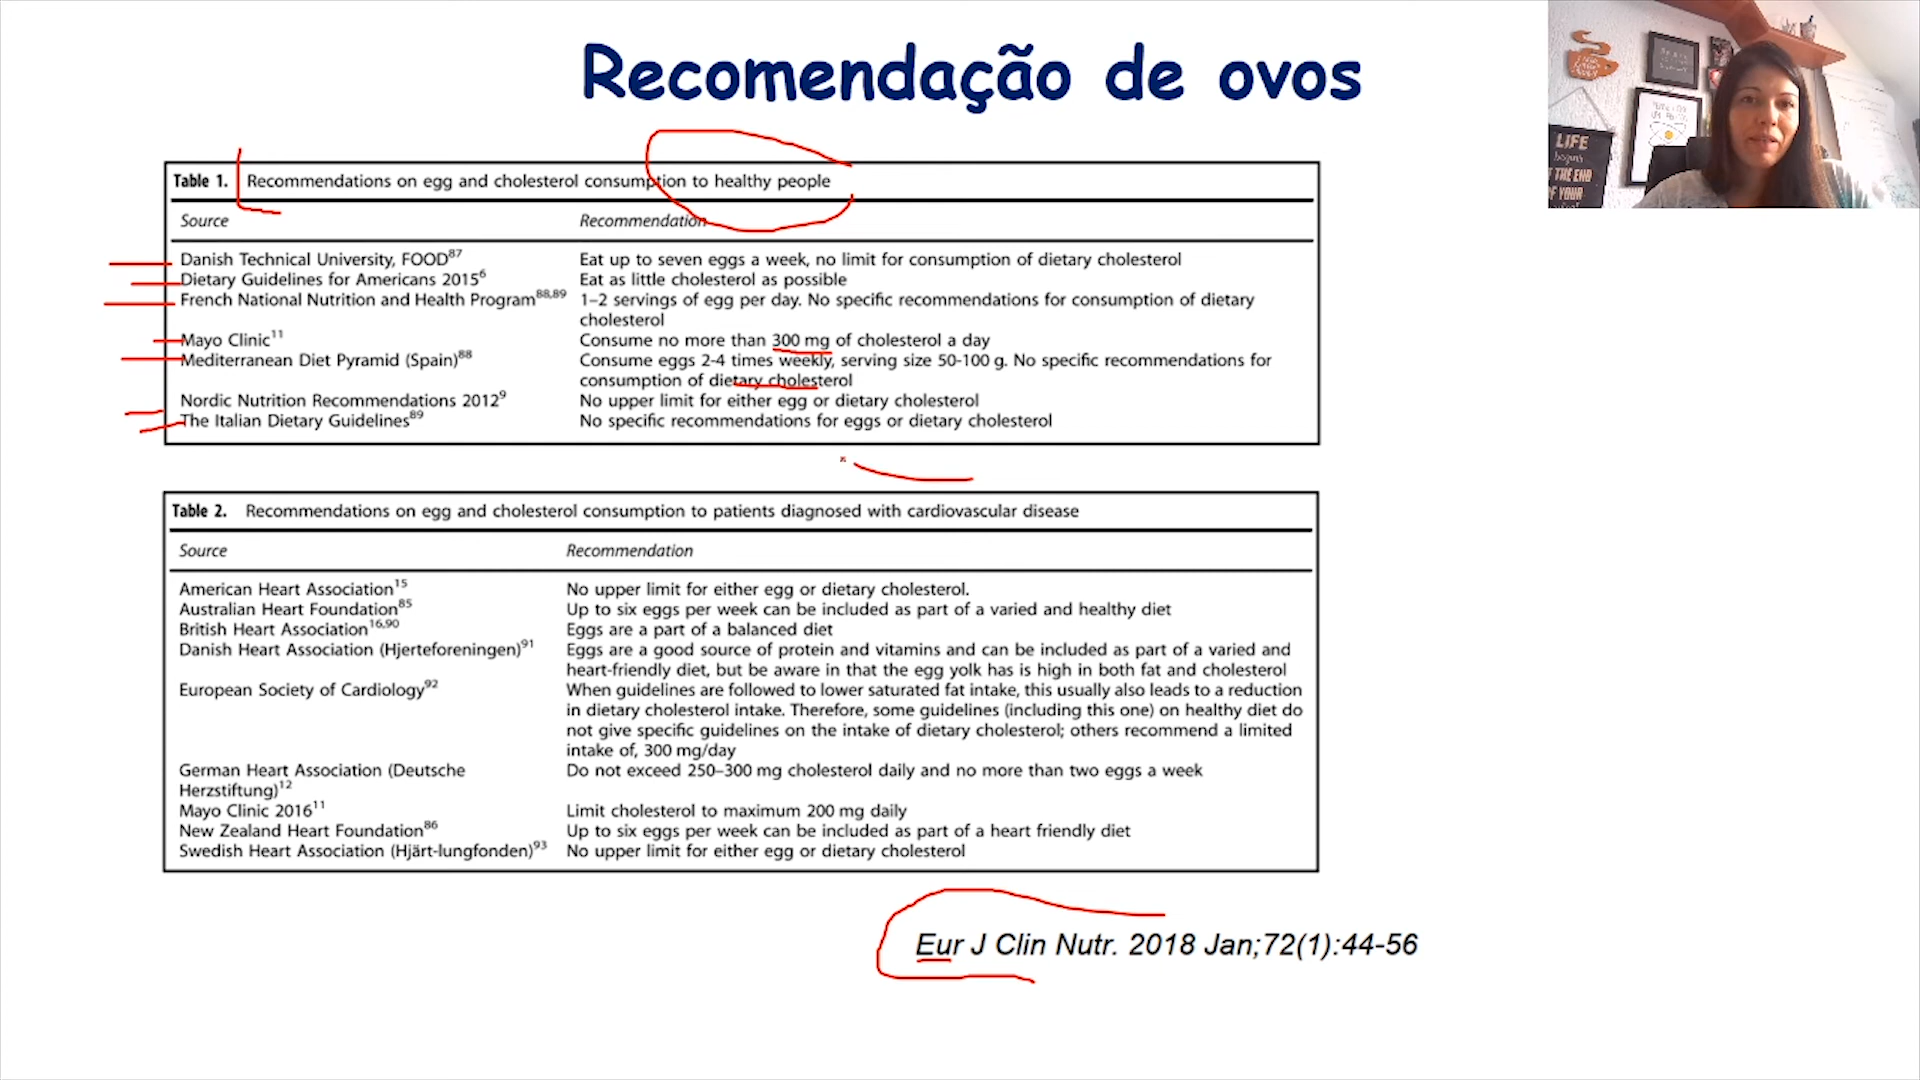 Recomendação de ovos
LIFE
begins
AT THE END
OF YOUR
Table 1. Recommendations on egg and cholesterol consumption to healthy people
Source Recommendation
Danish Technical University, FOOD87 Eat up to seven eggs a week, no limit for consumption of dietary cholesterol
Dietary Guidelines for Americans 20156 Eat as little cholesterol as possible
French National Nutrition and Health Program88,89 1–2 servings of egg per day. No specific recommendations for consumption of dietary
cholesterol
Mayo Clinic11 Consume no more than 300 mg of cholesterol a day
Mediterranean Diet Pyramid (Spain)88 Consume eggs 2-4 times weekly, serving size 50-100 g. No specific recommendations for
consumption of dietary cholesterol
Nordic Nutrition Recommendations 20129 No upper limit for either egg or dietary cholesterol
The Italian Dietary Guidelines89 No specific recommendations for eggs or dietary cholesterol
Table 2. Recommendations on egg and cholesterol consumption to patients diagnosed with cardiovascular disease
Source Recommendation
American Heart Association15 No upper limit for either egg or dietary cholesterol.
Australian Heart Foundation85 Up to six eggs per week can be included as part of a varied and healthy diet
British Heart Association16,90 Eggs are a part of a balanced diet
Danish Heart Association (Hjerteforeningen)91 Eggs are a good source of protein and vitamins and can be included as part of a varied and
heart-friendly diet, but be aware in that the egg yolk has is high in both fat and cholesterol
European Society of Cardiology92 When guidelines are followed to lower saturated fat intake, this usually also leads to a reduction
in dietary cholesterol intake. Therefore, some guidelines (including this one) on healthy diet do
not give specific guidelines on the intake of dietary cholesterol; others recommend a limited
intake of, 300 mg/day
German Heart Association (Deutsche Do not exceed 250–300 mg cholesterol daily and no more than two eggs a week
Herzstiftung)12
Mayo Clinic 201611 Limit cholesterol to maximum 200 mg daily
New Zealand Heart Foundation86 Up to six eggs per week can be included as part of a heart friendly diet
Swedish Heart Association (Hjärt-lungfonden)93 No upper limit for either egg or dietary cholesterol
Eur J Clin Nutr. 2018 Jan;72(1):44-56